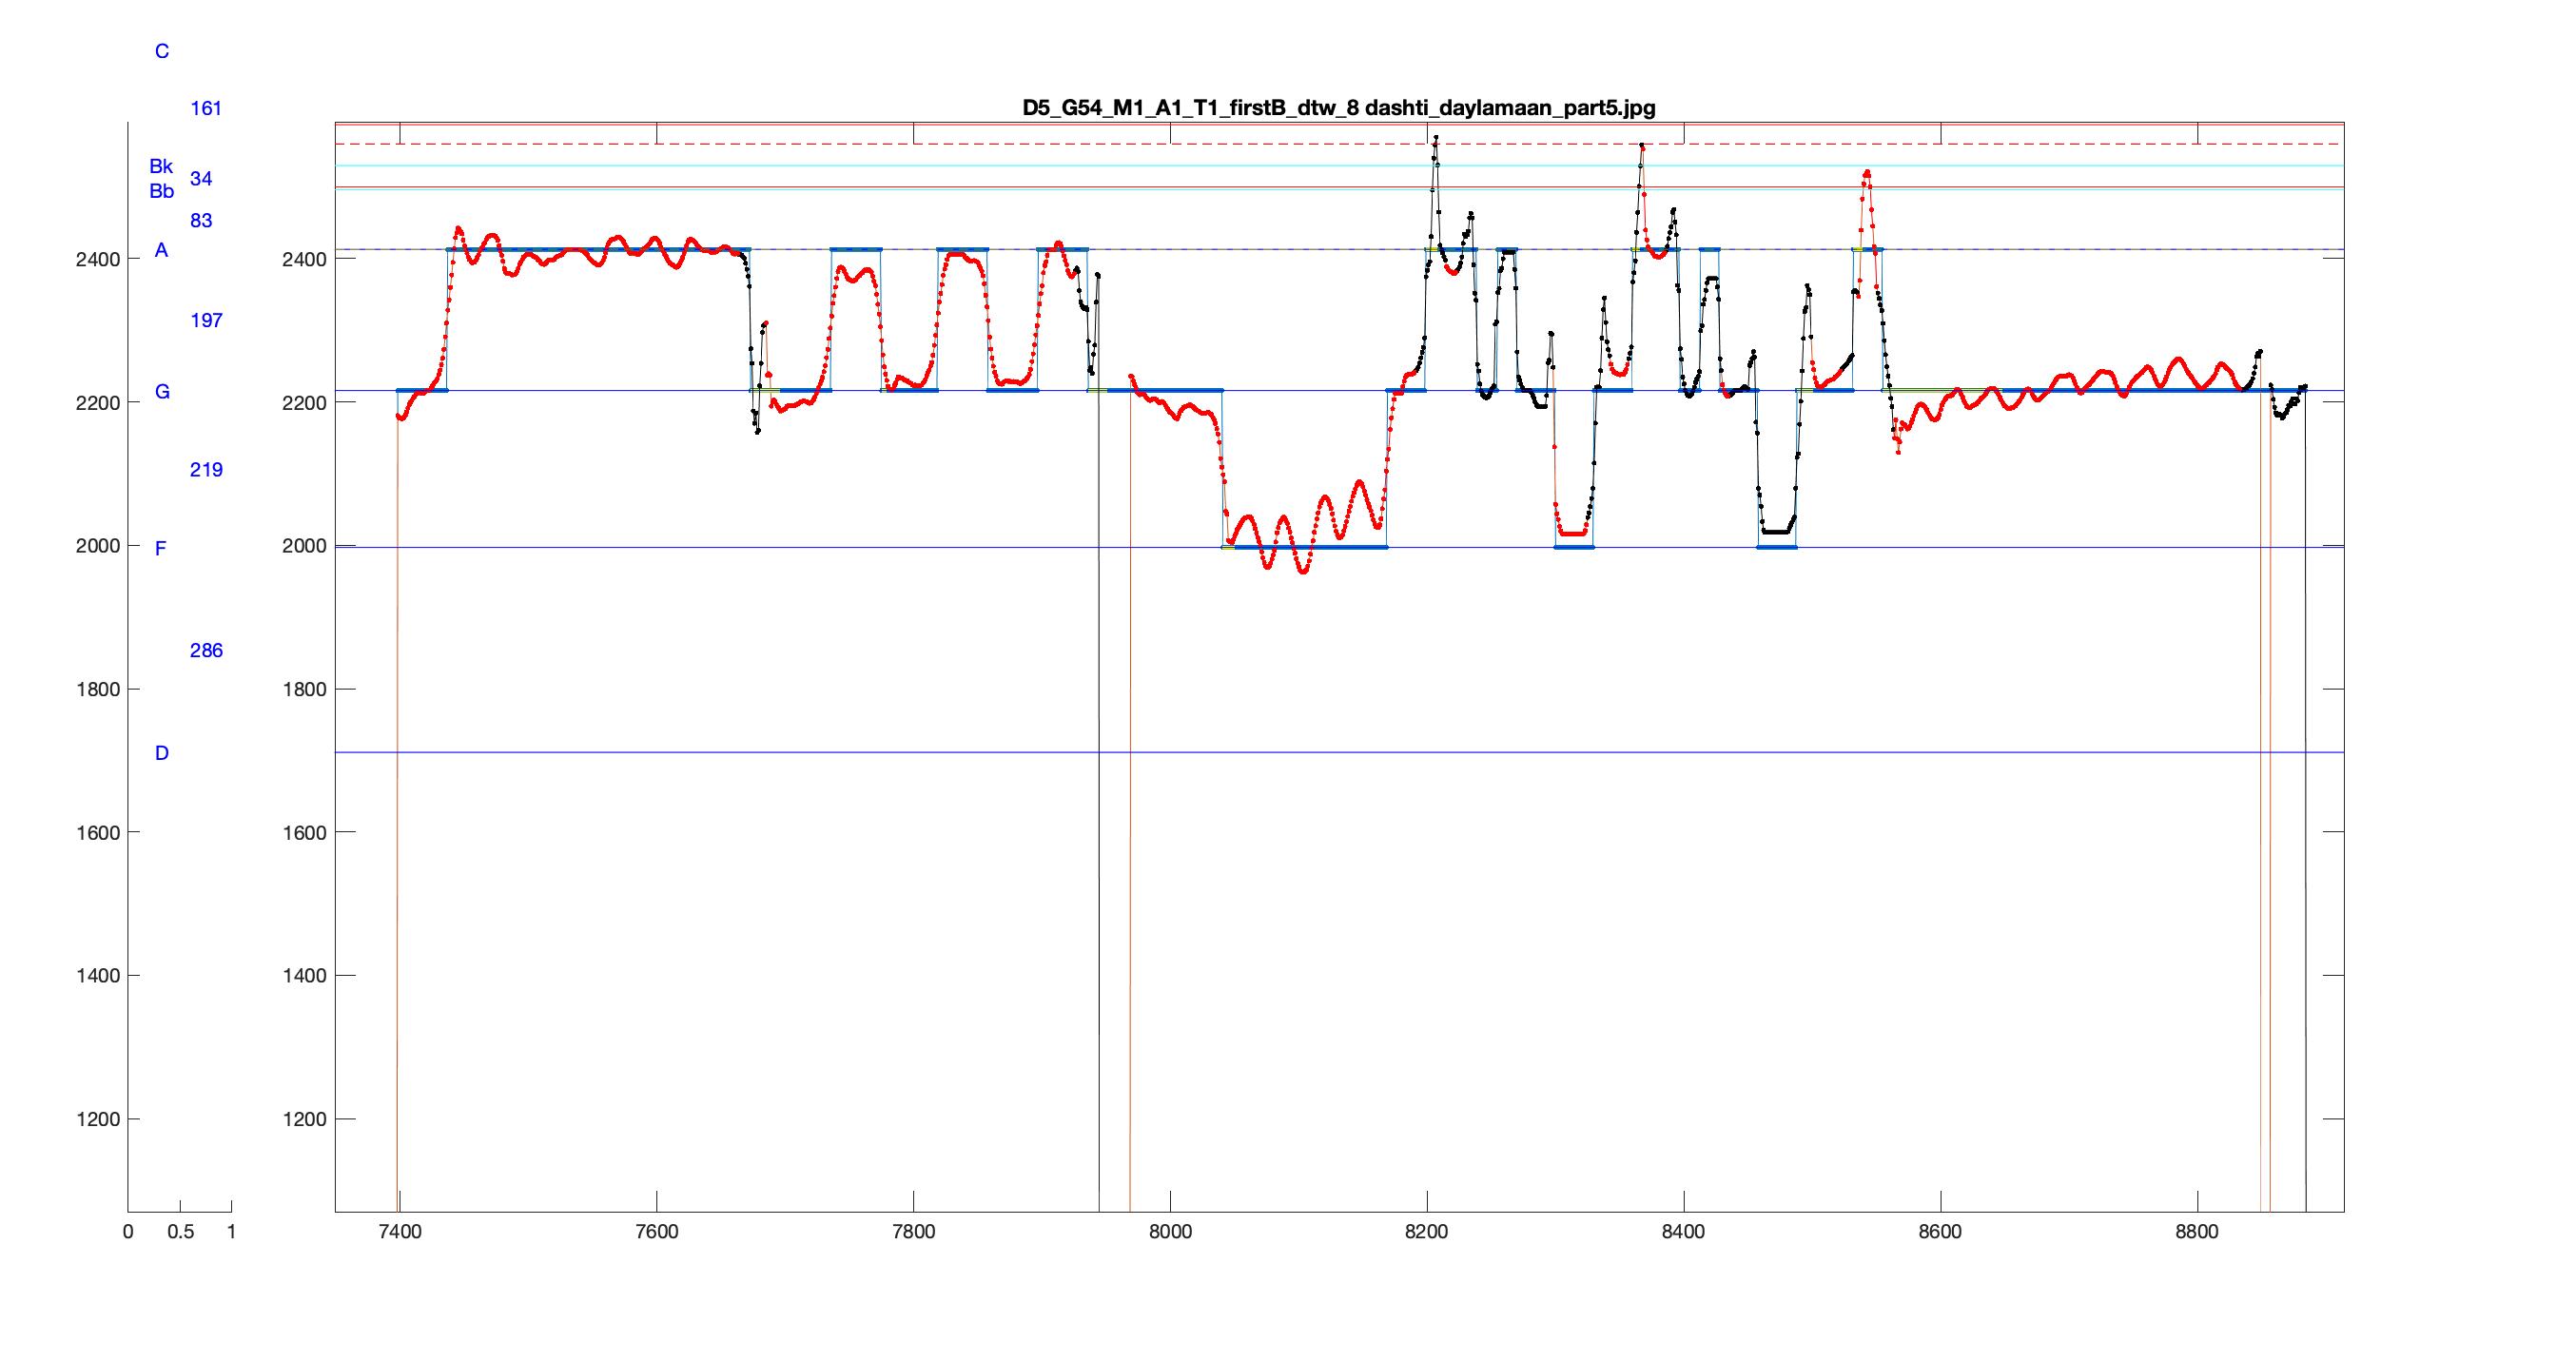 C
161
D5_G54_M1_A1_T1_firstB_dtw_8 dashti_daylamaan_part5.jpg
Bk
34
Bb
83
A
2400 2400
197
G
2200 2200
219
2000 F 2000
286
1800 1800
D
1600 1600
1400 1400
1200 1200
0 0.5 1 7400 7600 7800 8000 8200 8400 8600 8800